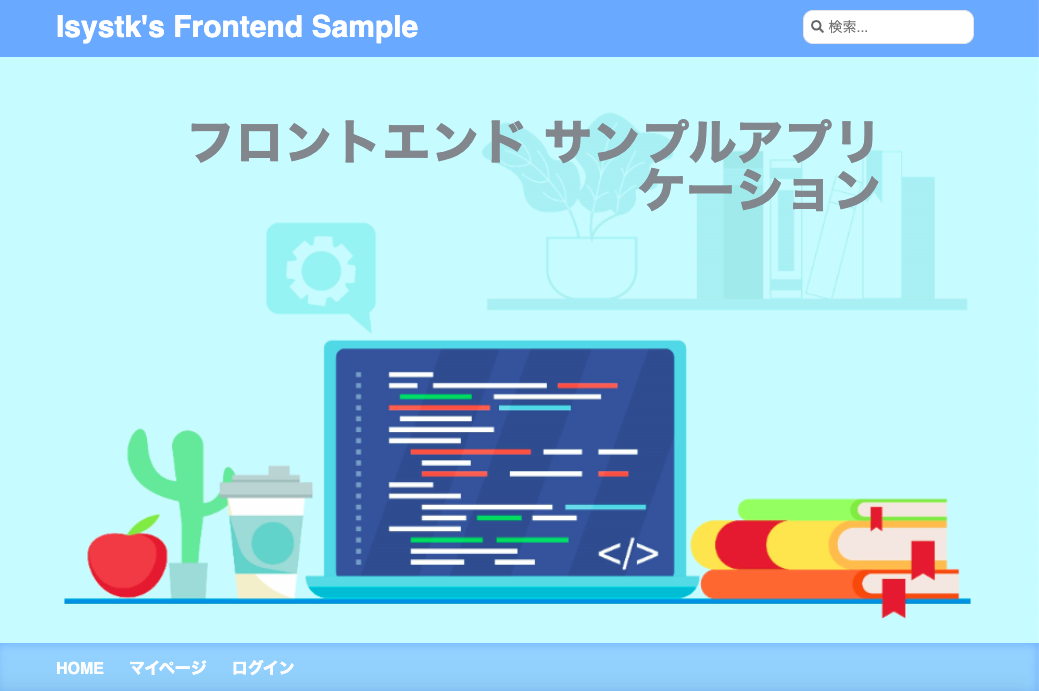 Isystk's Frontend Sample
検索...
フロントエンド サンプルアプリ
ケーション
</>
HOME マイページ ログイン